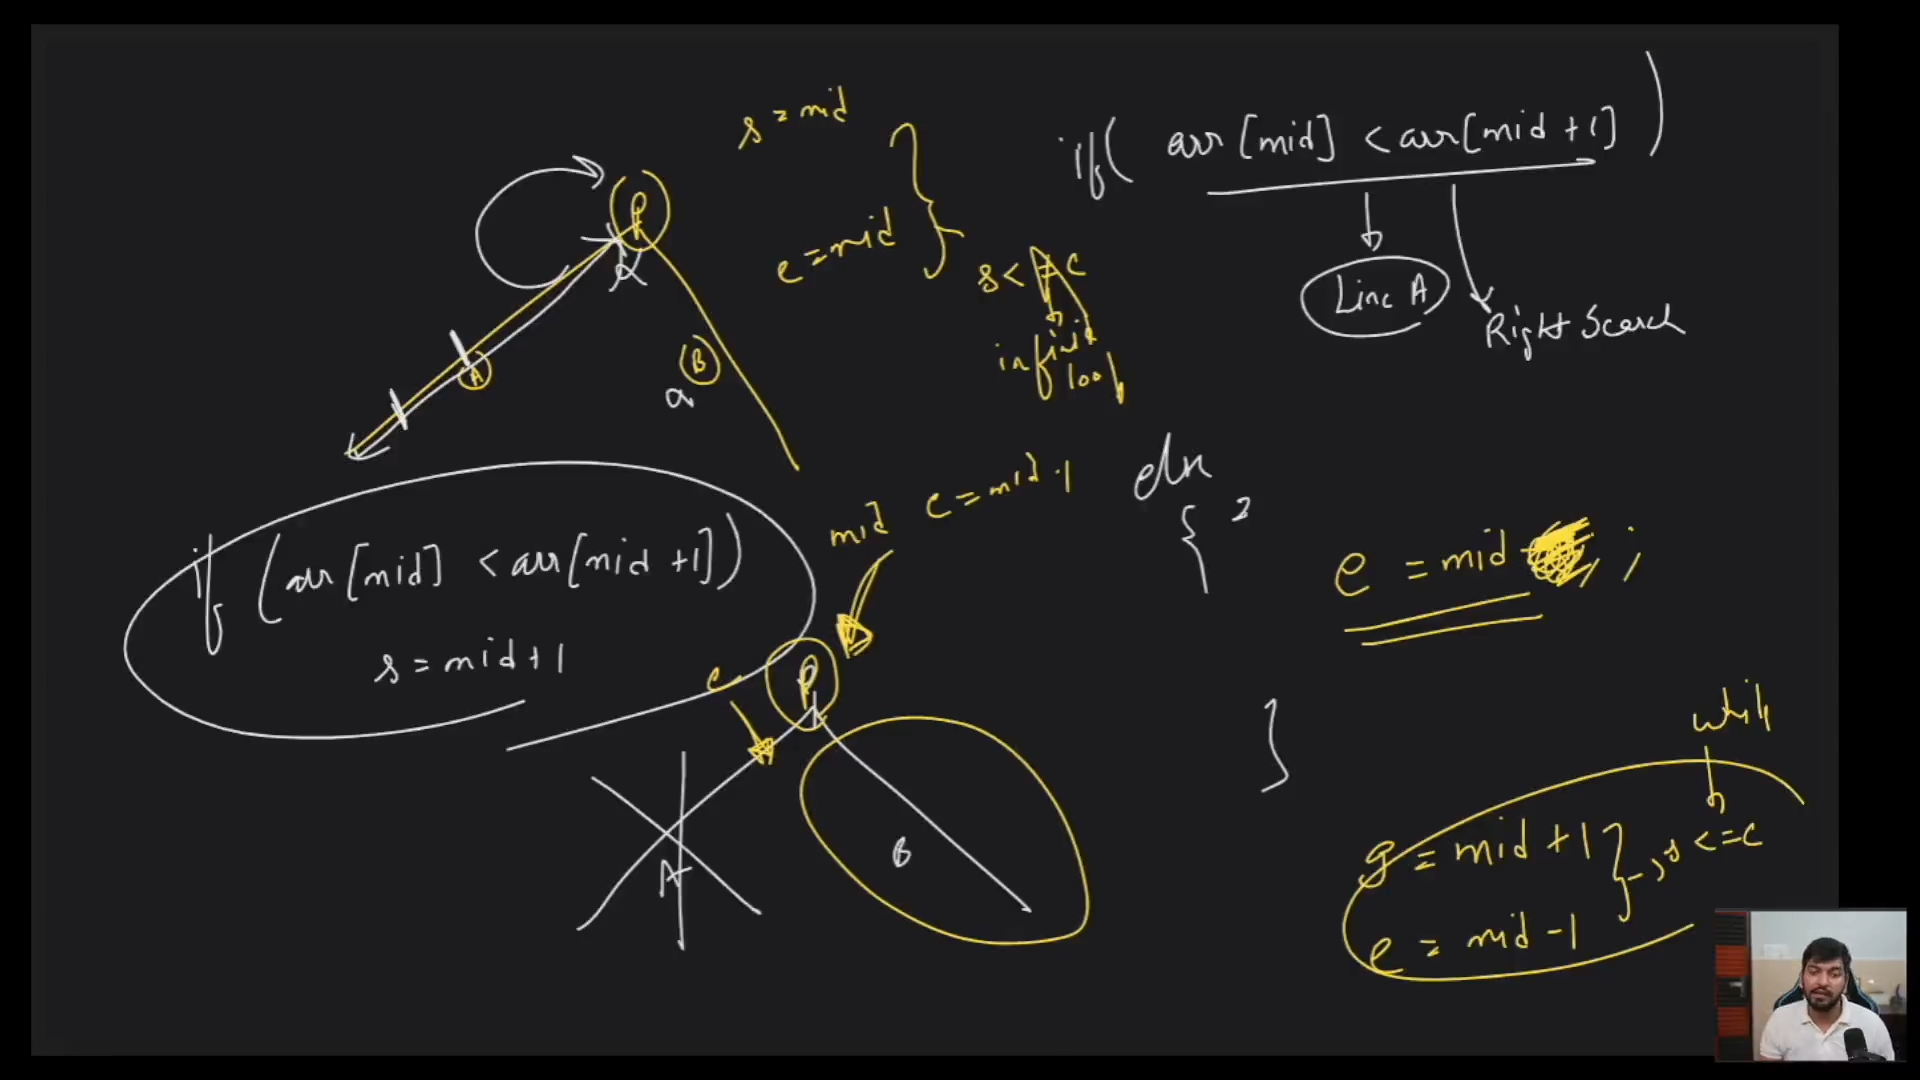 s = mid
if( arr[mid] < arr[mid+1] )
P
e = mid
s < = e
infinite
loop
Line A
Right Search
A
B
a
mid
e = mid-1
else
{
if (arr[mid] < arr[mid+1])
s = mid+1
e = mid ;
e
P
A
B
}
while
s = mid+1 } -, s <= e
e = mid-1